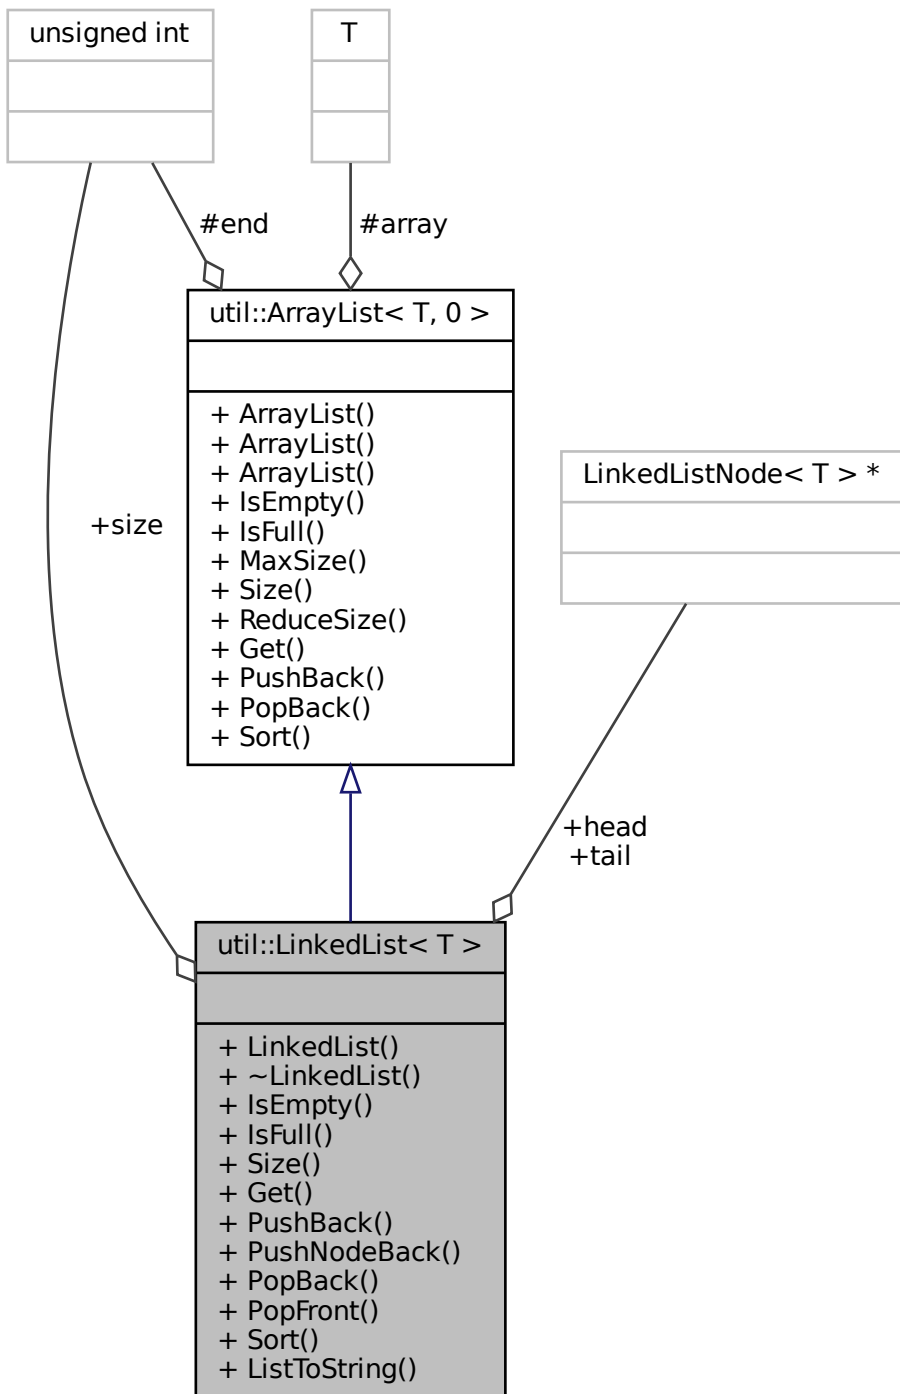 unsigned int
T
#end
#array
util::ArrayList< T, 0 >
+ ArrayList()
+ ArrayList()
+ ArrayList()
+ IsEmpty()
+ IsFull()
+ MaxSize()
+ Size()
+ ReduceSize()
+ Get()
+ PushBack()
+ PopBack()
+ Sort()
LinkedListNode< T > *
+size
+head
+tail
util::LinkedList< T >
+ LinkedList()
+ ~LinkedList()
+ IsEmpty()
+ IsFull()
+ Size()
+ Get()
+ PushBack()
+ PushNodeBack()
+ PopBack()
+ PopFront()
+ Sort()
+ ListToString()